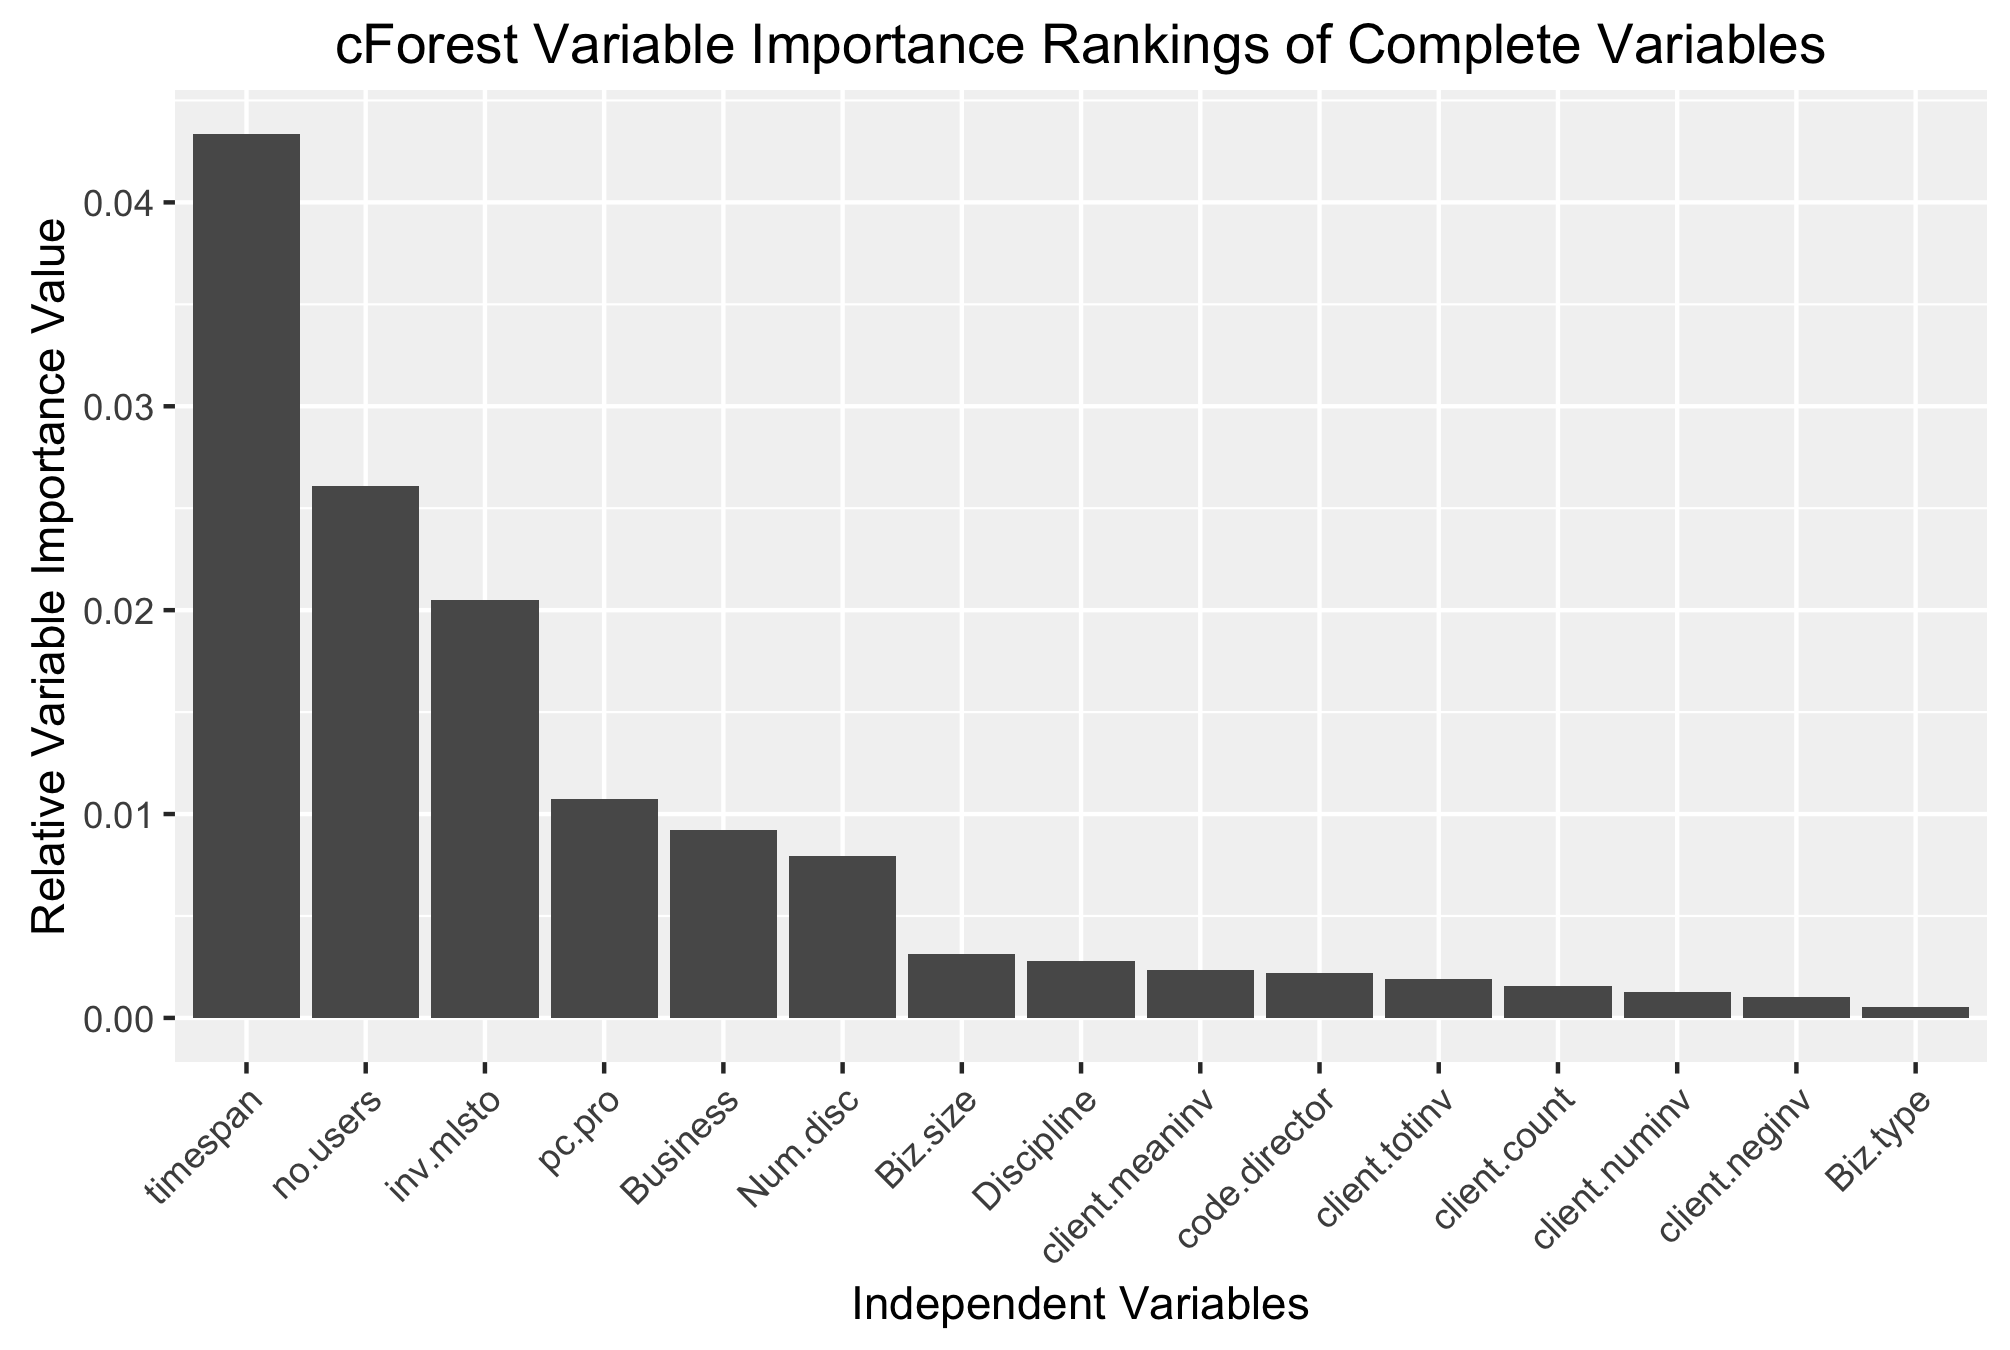 cForest Variable Importance Rankings of Complete Variables
Relative Variable Importance Value
0.04
0.03
0.02
0.01
0.00
timespan
no.users
inv.mlsto
pc.pro
Business
Num.disc
Biz.size
Discipline
client.meaninv
code.director
client.totinv
client.count
client.numinv
client.neginv
Biz.type
Independent Variables